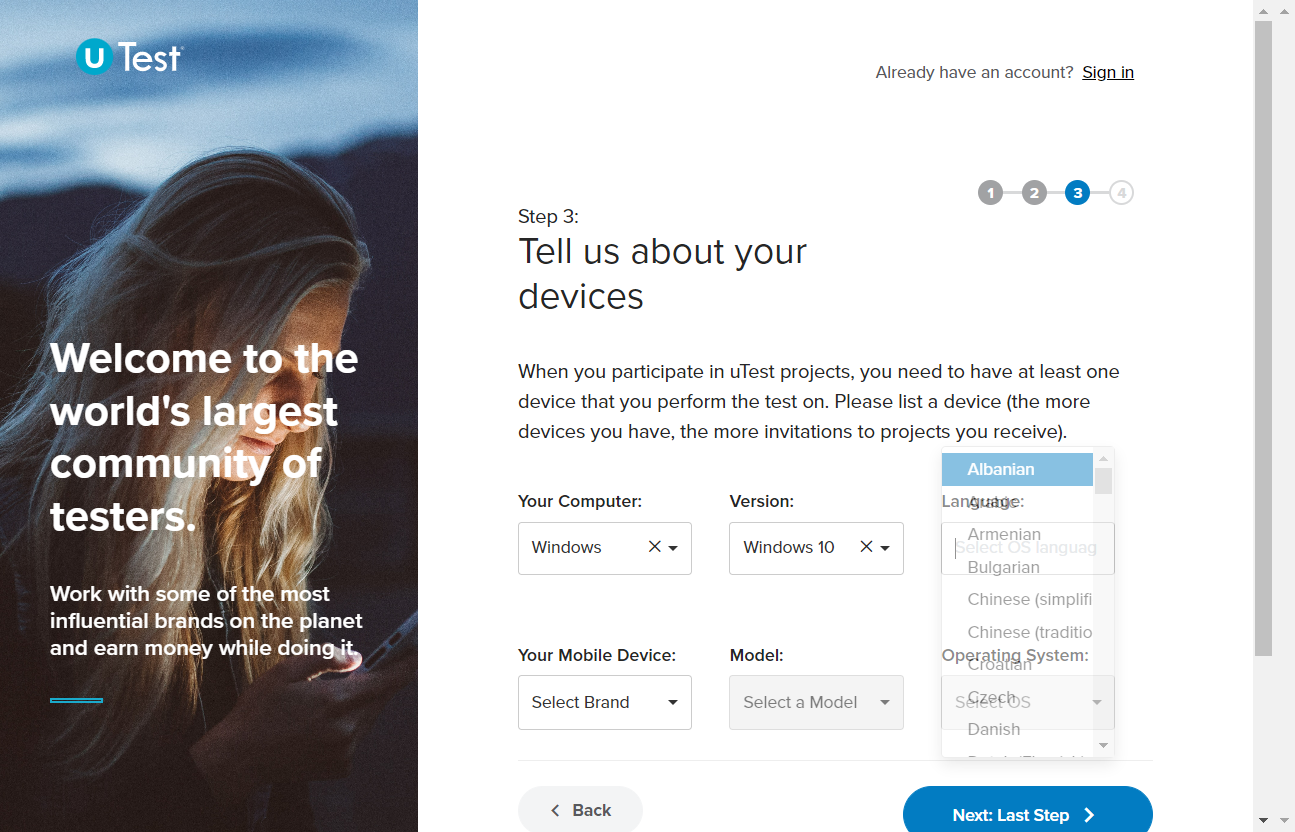 U Test
Already have an account? Sign in
1 2 3 4
Step 3:
Tell us about your
devices
Welcome to the
world's largest
community of
testers.
Work with some of the most
influential brands on the planet
and earn money while doing it.
When you participate in uTest projects, you need to have at least one
device that you perform the test on. Please list a device (the more
devices you have, the more invitations to projects you receive).
Your Computer:
Windows
Version:
Windows 10
Language:
Select OS languag
Albanian
Arabic
Armenian
Bulgarian
Chinese (simplifi
Chinese (traditio
Croatian
Czech
Danish
Your Mobile Device:
Select Brand
Model:
Select a Model
Operating System:
Select OS
Back
Next: Last Step